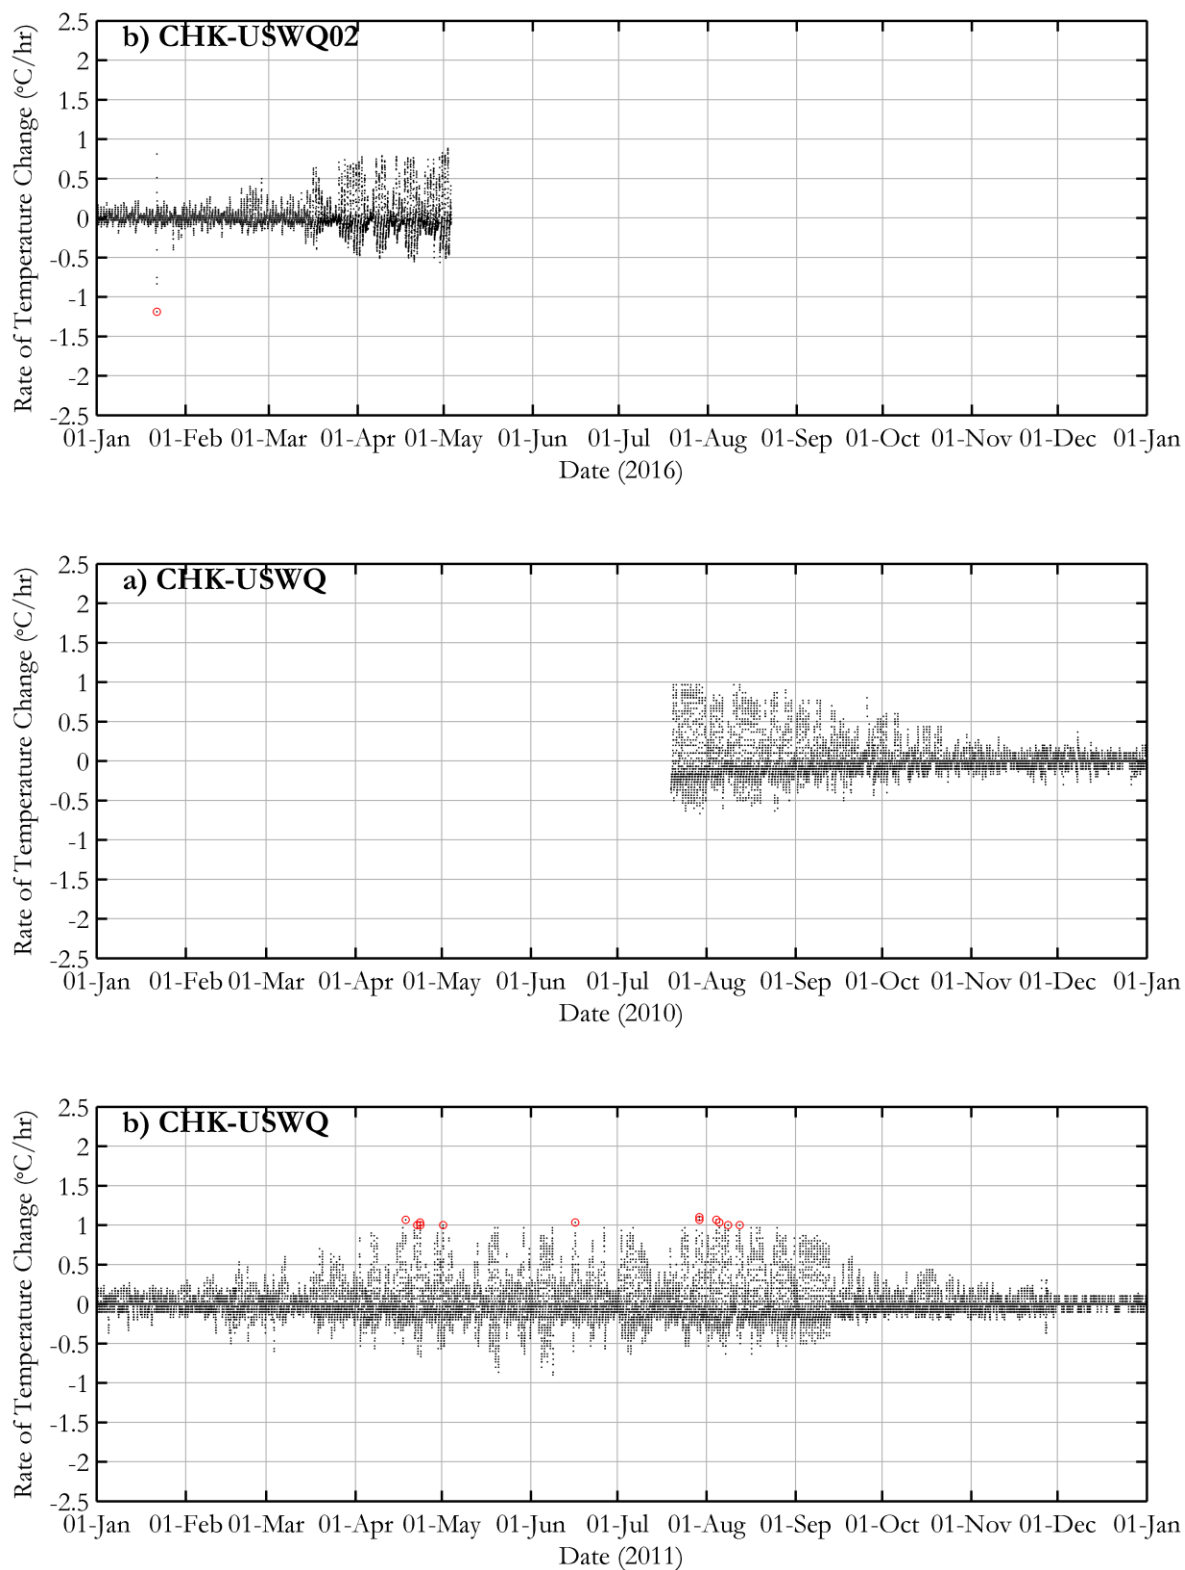 b) CHK-USWQ02
Rate of Temperature Change (°C/hr)
2.5
2
1.5
1
0.5
0
-0.5
-1
-1.5
-2
-2.5
01-Jan 01-Feb 01-Mar 01-Apr 01-May 01-Jun 01-Jul 01-Aug 01-Sep 01-Oct 01-Nov 01-Dec 01-Jan
Date (2016)
a) CHK-USWQ
Rate of Temperature Change (°C/hr)
2.5
2
1.5
1
0.5
0
-0.5
-1
-1.5
-2
-2.5
01-Jan 01-Feb 01-Mar 01-Apr 01-May 01-Jun 01-Jul 01-Aug 01-Sep 01-Oct 01-Nov 01-Dec 01-Jan
Date (2010)
b) CHK-USWQ
Rate of Temperature Change (°C/hr)
2.5
2
1.5
1
0.5
0
-0.5
-1
-1.5
-2
-2.5
01-Jan 01-Feb 01-Mar 01-Apr 01-May 01-Jun 01-Jul 01-Aug 01-Sep 01-Oct 01-Nov 01-Dec 01-Jan
Date (2011)